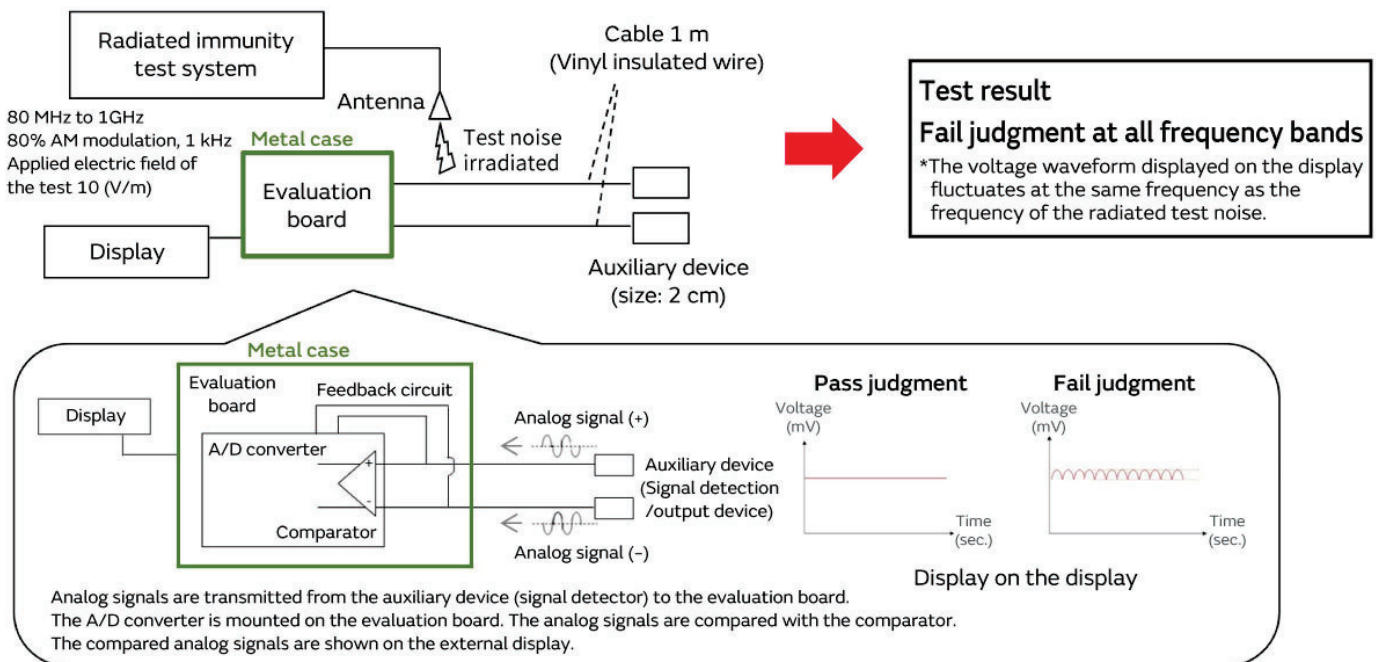 Radiated immunity
test system
Cable 1 m
(Vinyl insulated wire)
Antenna
80 MHz to 1GHz
80% AM modulation, 1 kHz
Applied electric field of
the test 10 (V/m)
Metal case
Test noise
irradiated
Evaluation
board
Display
Auxiliary device
(size: 2 cm)
Test result
Fail judgment at all frequency bands
*The voltage waveform displayed on the display
fluctuates at the same frequency as the
frequency of the radiated test noise.
Metal case
Evaluation
board
Feedback circuit
Display
A/D converter
+
-
Comparator
Analog signal (+)
Auxiliary device
(Signal detection
/output device)
Analog signal (–)
Pass judgment
Voltage
(mV)
Time
(sec.)
Fail judgment
Voltage
(mV)
Time
(sec.)
Display on the display
Analog signals are transmitted from the auxiliary device (signal detector) to the evaluation board.
The A/D converter is mounted on the evaluation board. The analog signals are compared with the comparator.
The compared analog signals are shown on the external display.